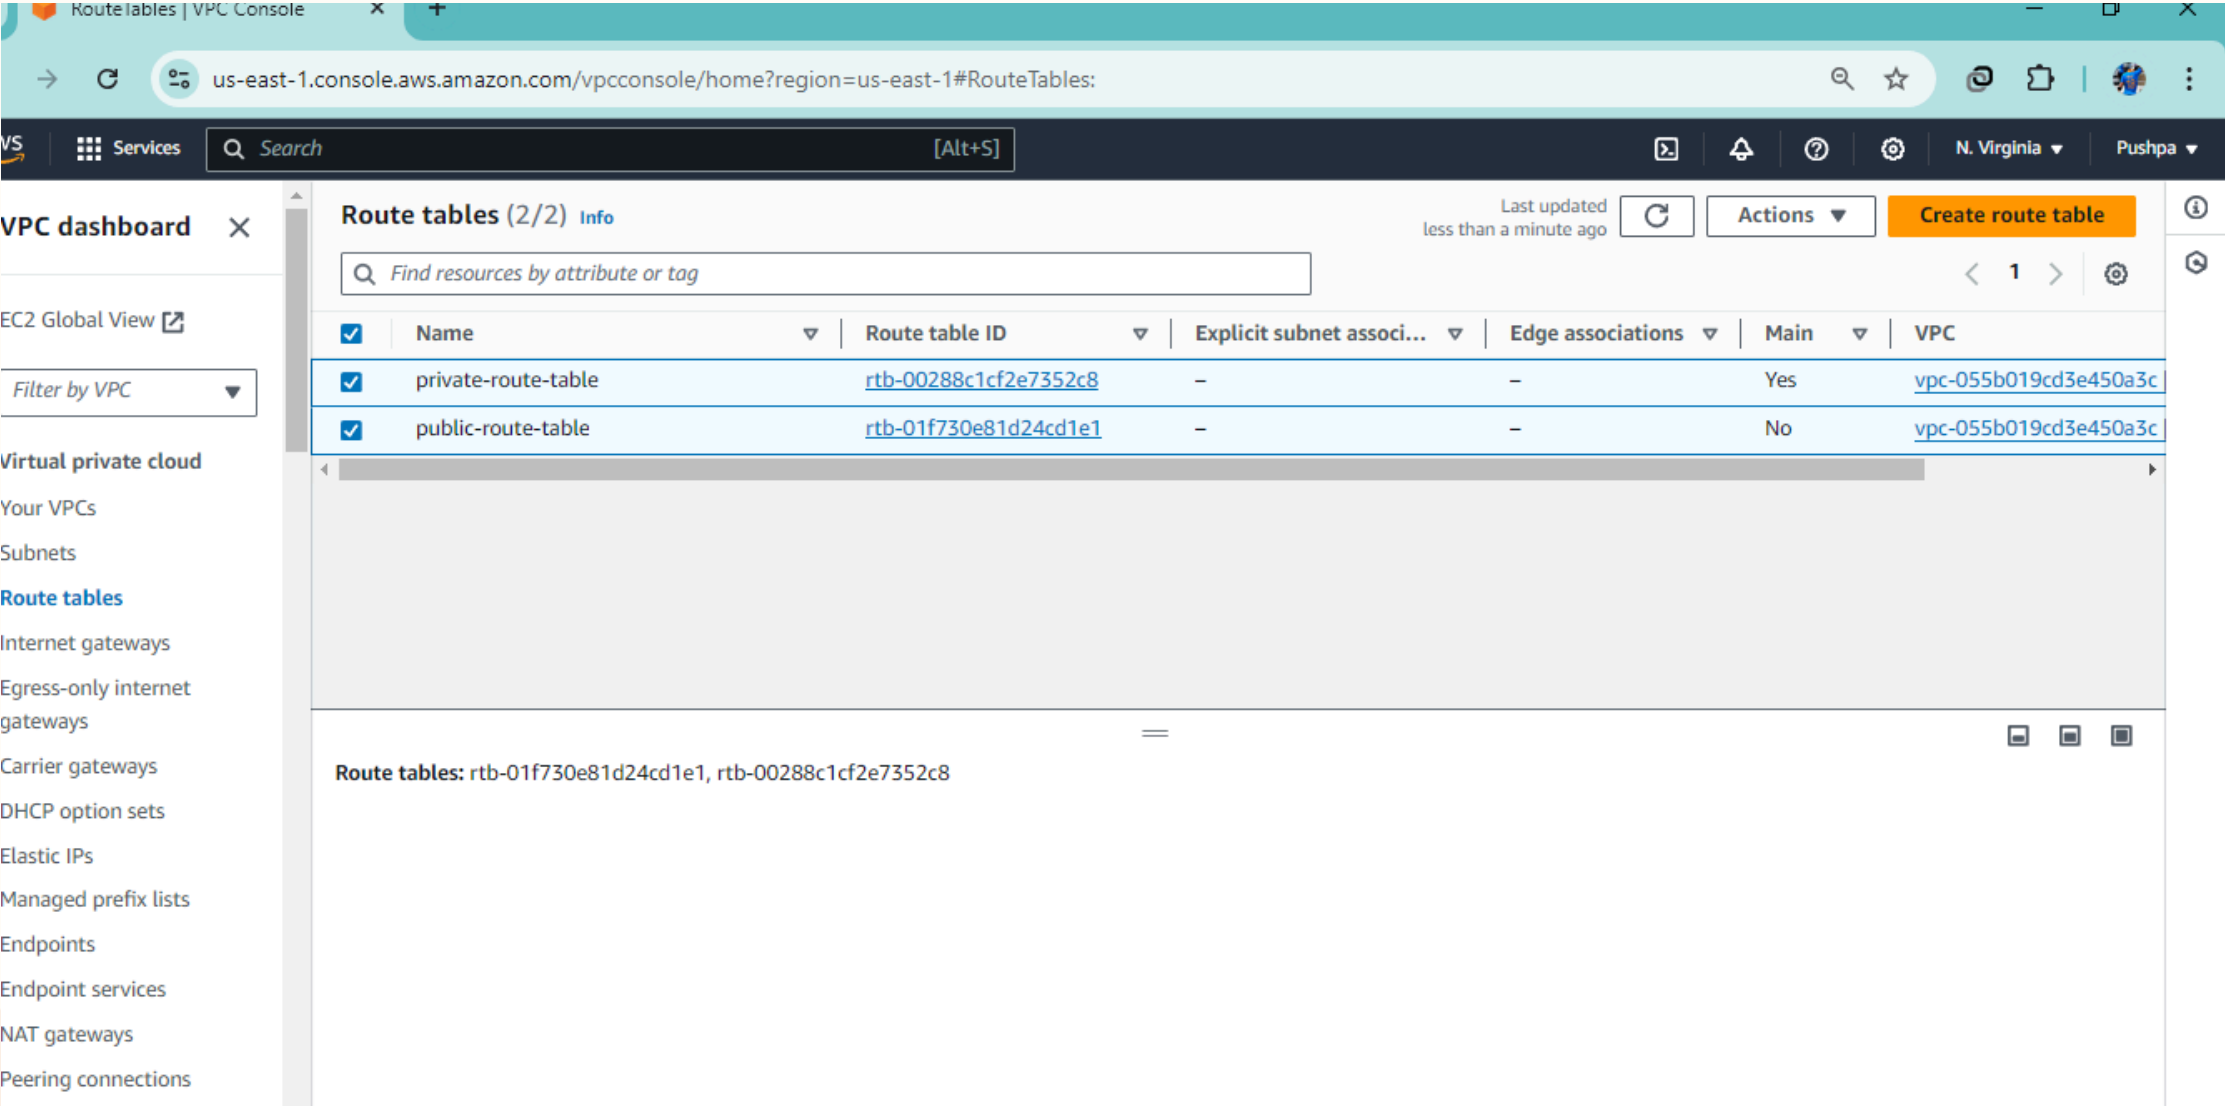 RouteTables | VPC Console
us-east-1.console.aws.amazon.com/vpcconsole/home?region=us-east-1#RouteTables:
Services
Search
[Alt+S]
N. Virginia
Pushpa
VPC dashboard
EC2 Global View
Filter by VPC
Virtual private cloud
Your VPCs
Subnets
Route tables
Internet gateways
Egress-only internet
gateways
Carrier gateways
DHCP option sets
Elastic IPs
Managed prefix lists
Endpoints
Endpoint services
NAT gateways
Peering connections
Route tables (2/2) Info
Last updated
less than a minute ago
Actions
Create route table
Find resources by attribute or tag
1
Name Route table ID Explicit subnet associ... Edge associations Main VPC
private-route-table rtb-00288c1cf2e7352c8 – – Yes vpc-055b019cd3e450a3c |
public-route-table rtb-01f730e81d24cd1e1 – – No vpc-055b019cd3e450a3c |
Route tables: rtb-01f730e81d24cd1e1, rtb-00288c1cf2e7352c8